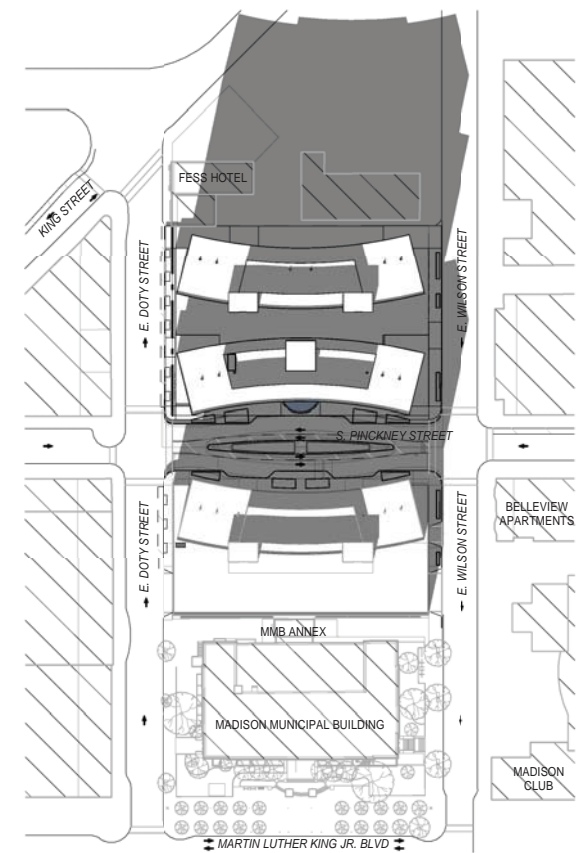 FESS HOTEL
KING STREET
E. DOTY STREET
E. WILSON STREET
S. PINCKNEY STREET
E. DOTY STREET
E. WILSON STREET
BELLEVIEW
APARTMENTS
MMB ANNEX
MADISON MUNICIPAL BUILDING
MADISON
CLUB
MARTIN LUTHER KING JR. BLVD